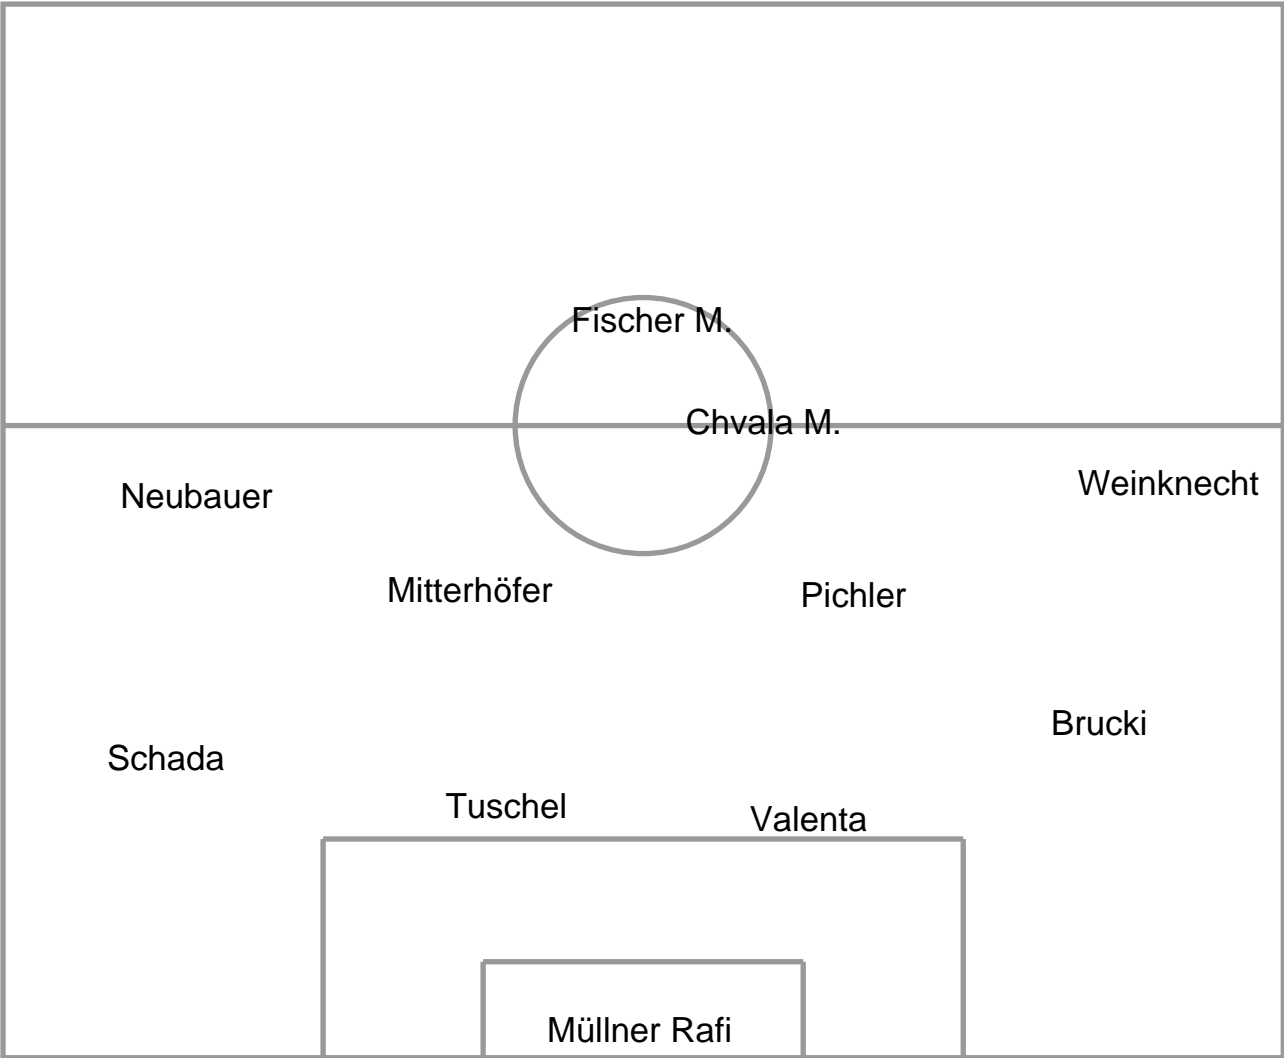 Fischer M.
Chvala M.
Weinknecht
Neubauer
Mitterhöfer
Pichler
Brucki
Schada
Tuschel
Valenta
Müllner Rafi